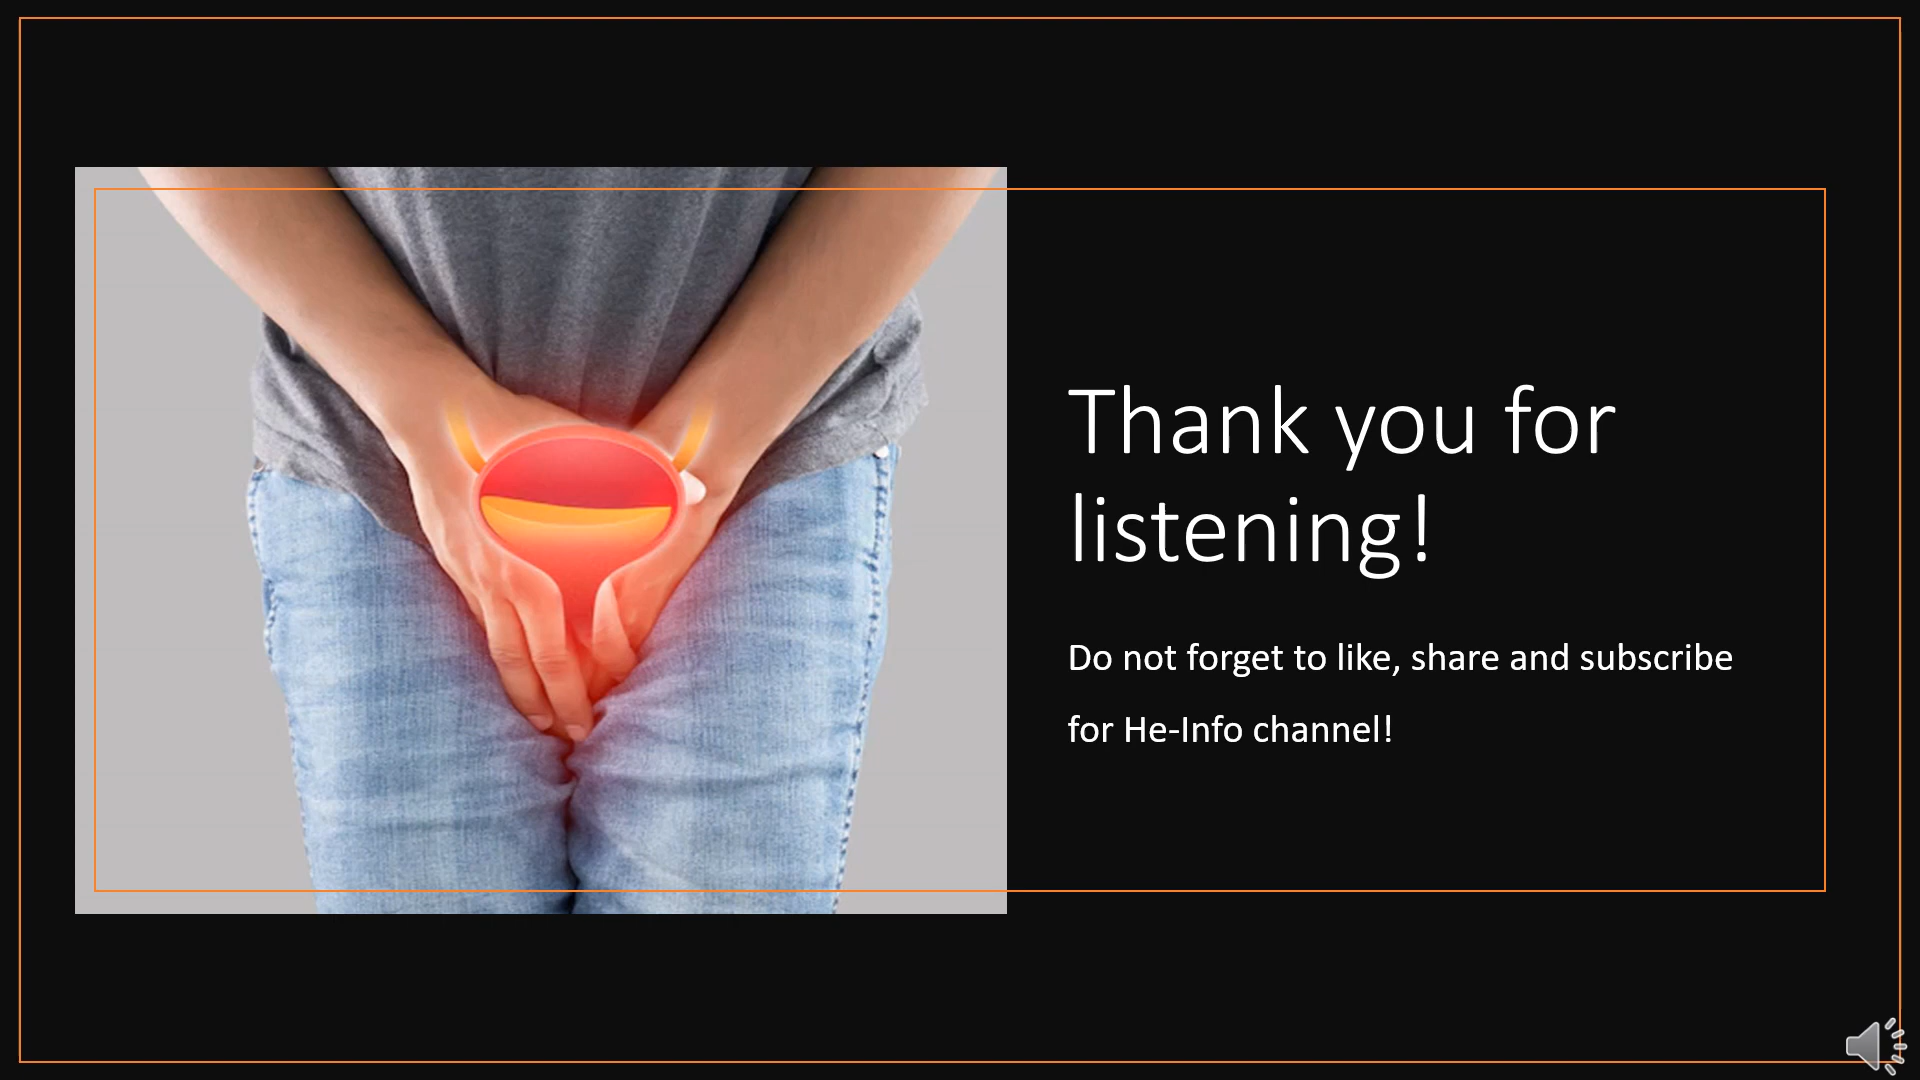 Thank you for
listening!
Do not forget to like, share and subscribe
for He-Info channel!